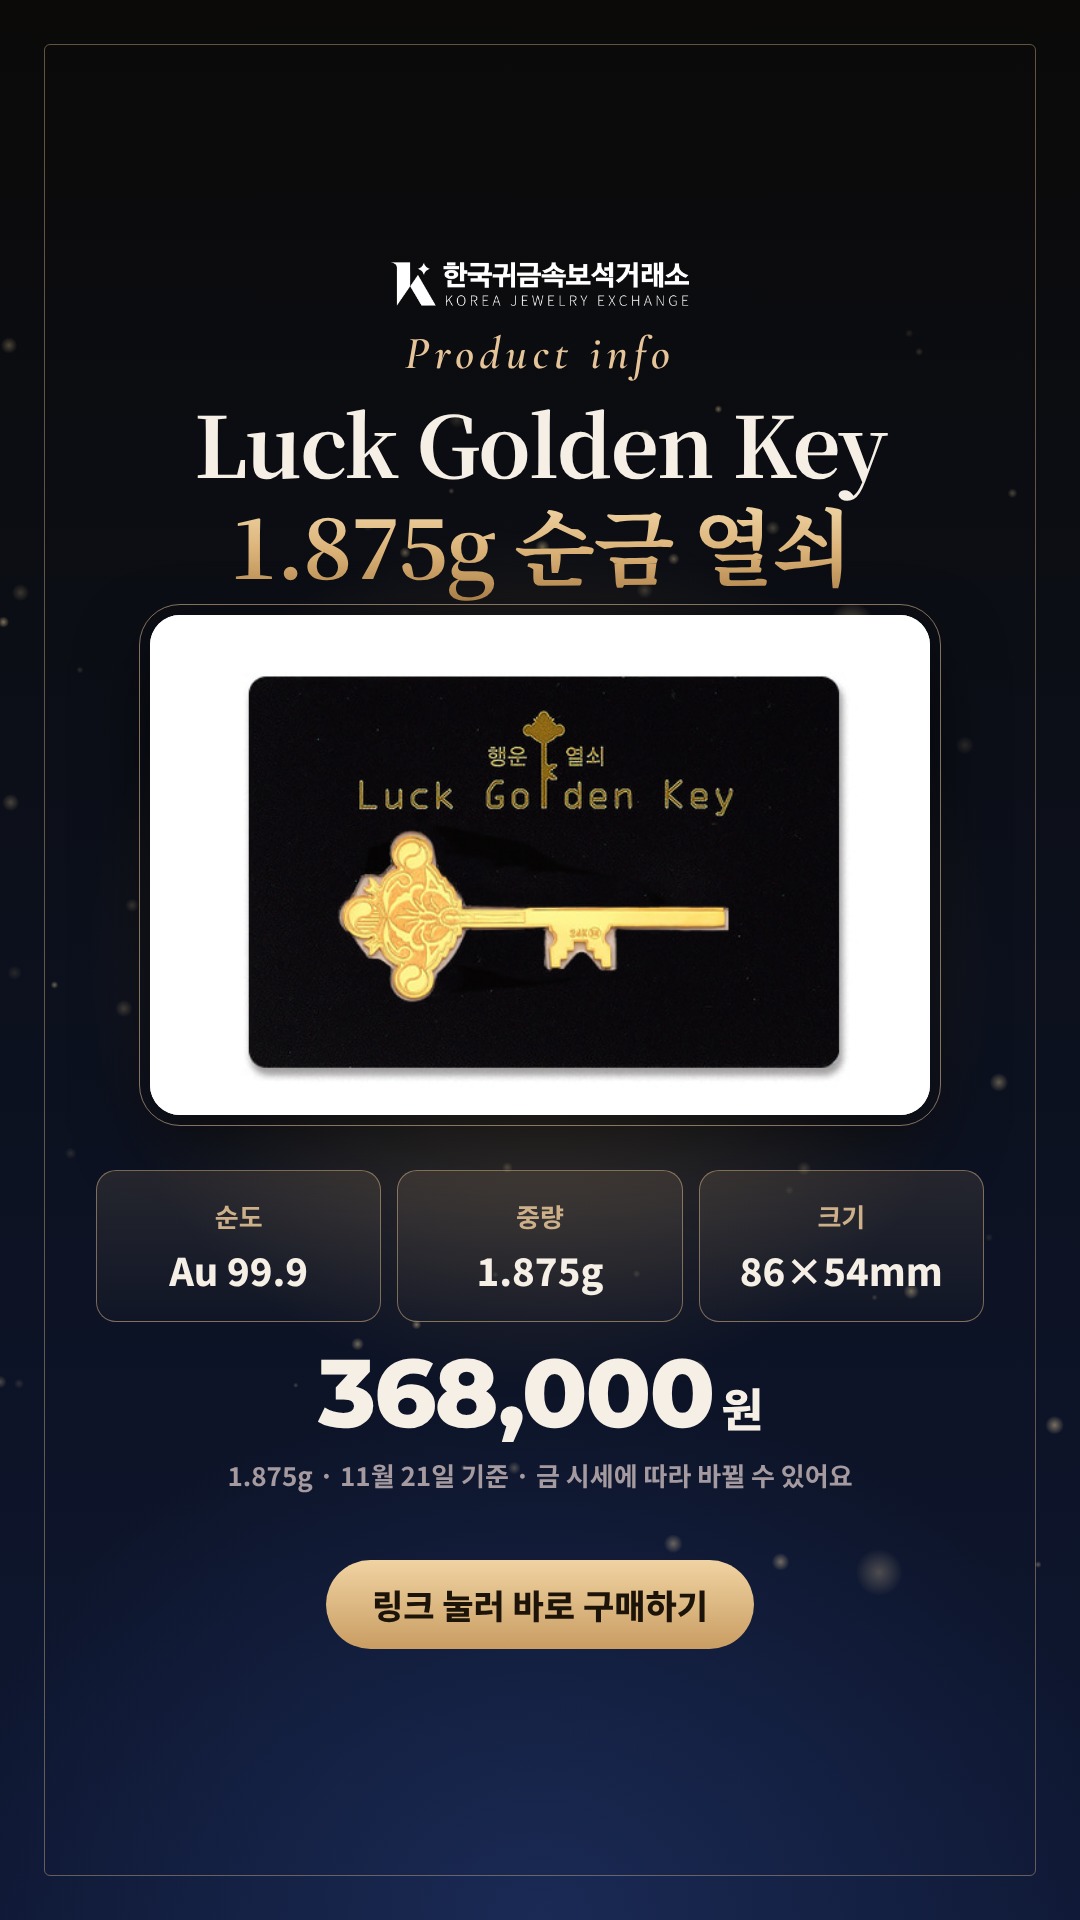 한국귀금속보석거래소
KOREA JEWELRY EXCHANGE
Product info
Luck Golden Key
1.875g 순금 열쇠
행운 열쇠
Luck Golden Key
24K
순도
Au 99.9
중량
1.875g
크기
86×54mm
368,000원
1.875g · 11월 21일 기준 · 금 시세에 따라 바뀔 수 있어요
링크 눌러 바로 구매하기